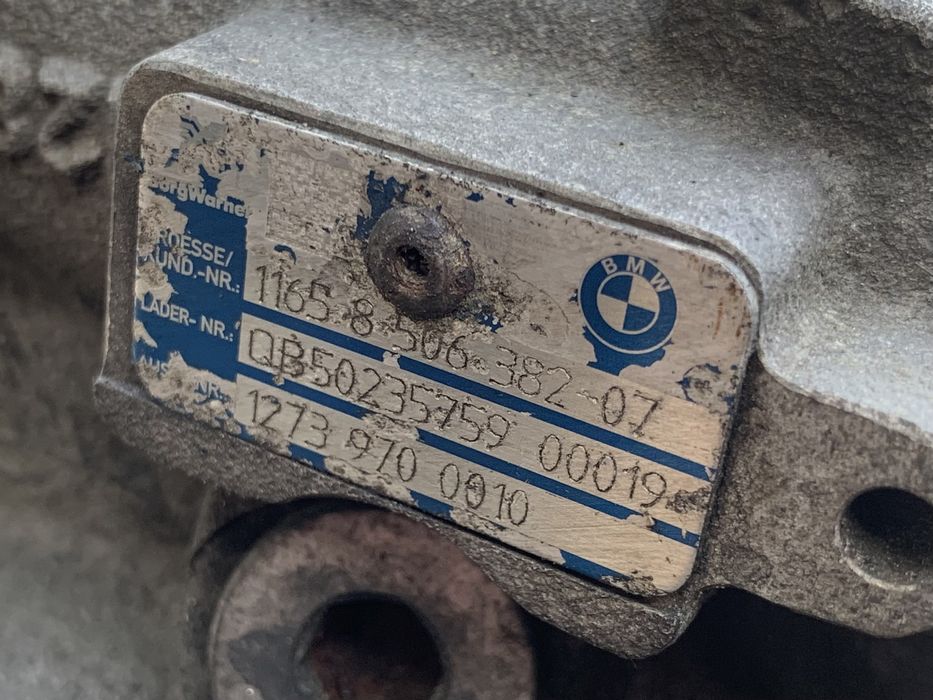 BorgWarner
BMW
GROESSE/
KUND.-NR.: 1165 8 506 382-07
LADER- NR.: QB50235759 00019
1273 970 0010